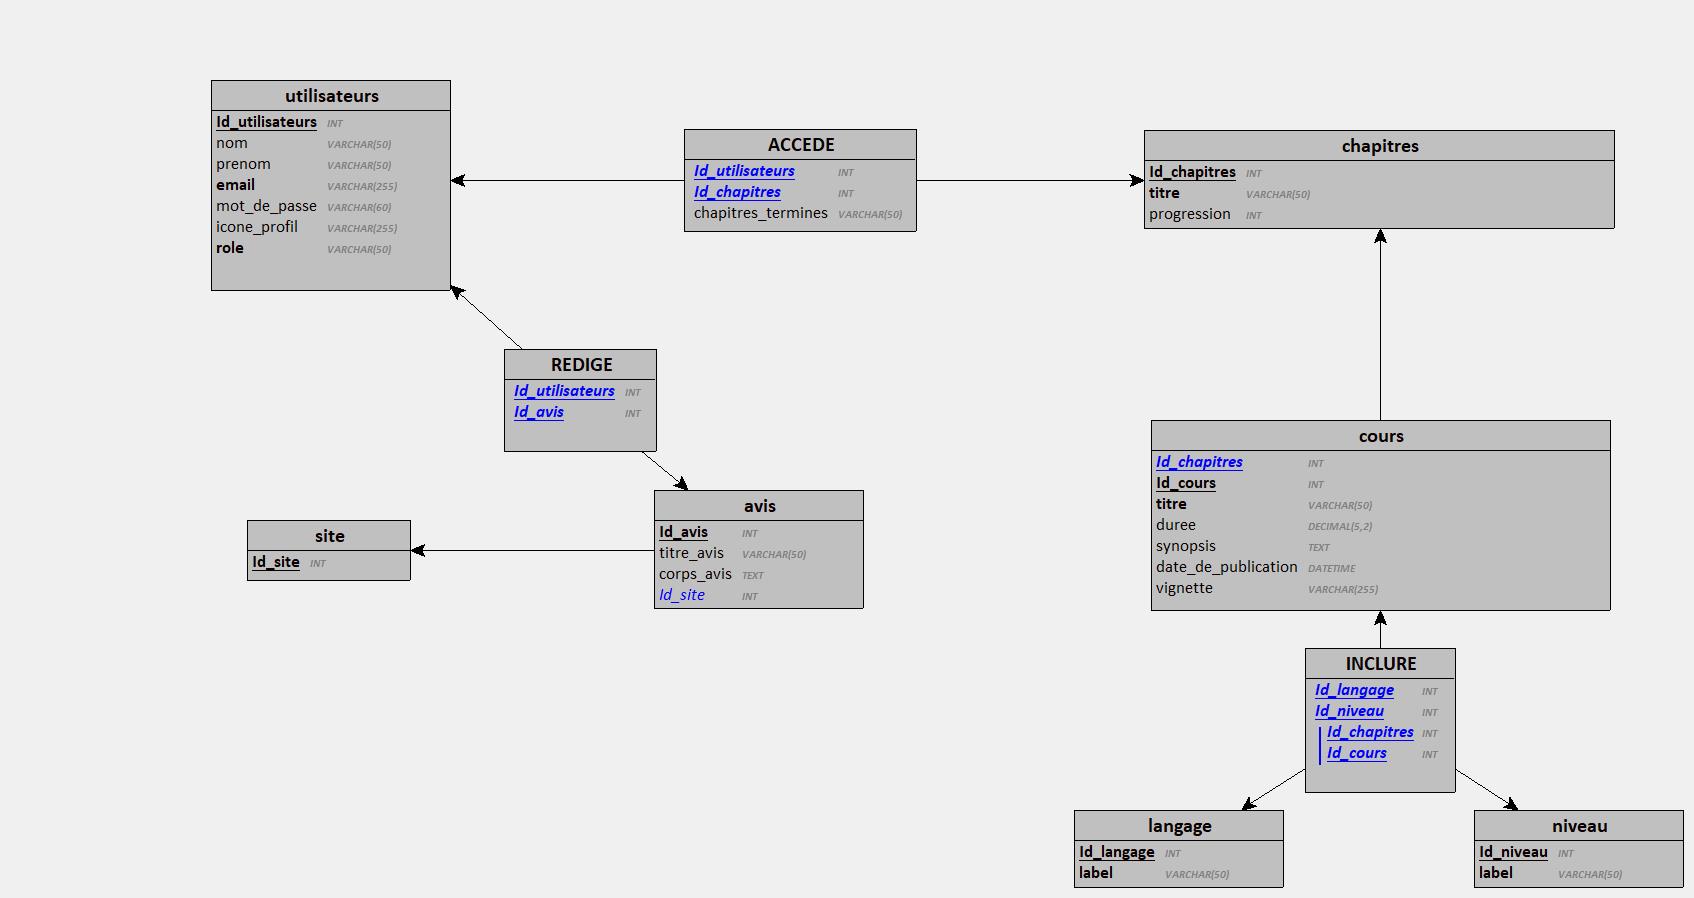 utilisateurs
Id_utilisateurs INT
nom VARCHAR(50)
prenom VARCHAR(50)
email VARCHAR(255)
mot_de_passe VARCHAR(60)
icone_profil VARCHAR(255)
role VARCHAR(50)
ACCEDE
Id_utilisateurs INT
Id_chapitres INT
chapitres_termines VARCHAR(50)
chapitres
Id_chapitres INT
titre VARCHAR(50)
progression INT
REDIGE
Id_utilisateurs INT
Id_avis INT
site
Id_site INT
avis
Id_avis INT
titre_avis VARCHAR(50)
corps_avis TEXT
Id_site INT
cours
Id_chapitres INT
Id_cours INT
titre VARCHAR(50)
duree DECIMAL(5,2)
synopsis TEXT
date_de_publication DATETIME
vignette VARCHAR(255)
INCLURE
Id_langage INT
Id_niveau INT
Id_chapitres INT
Id_cours INT
langage
Id_langage INT
label VARCHAR(50)
niveau
Id_niveau INT
label VARCHAR(50)